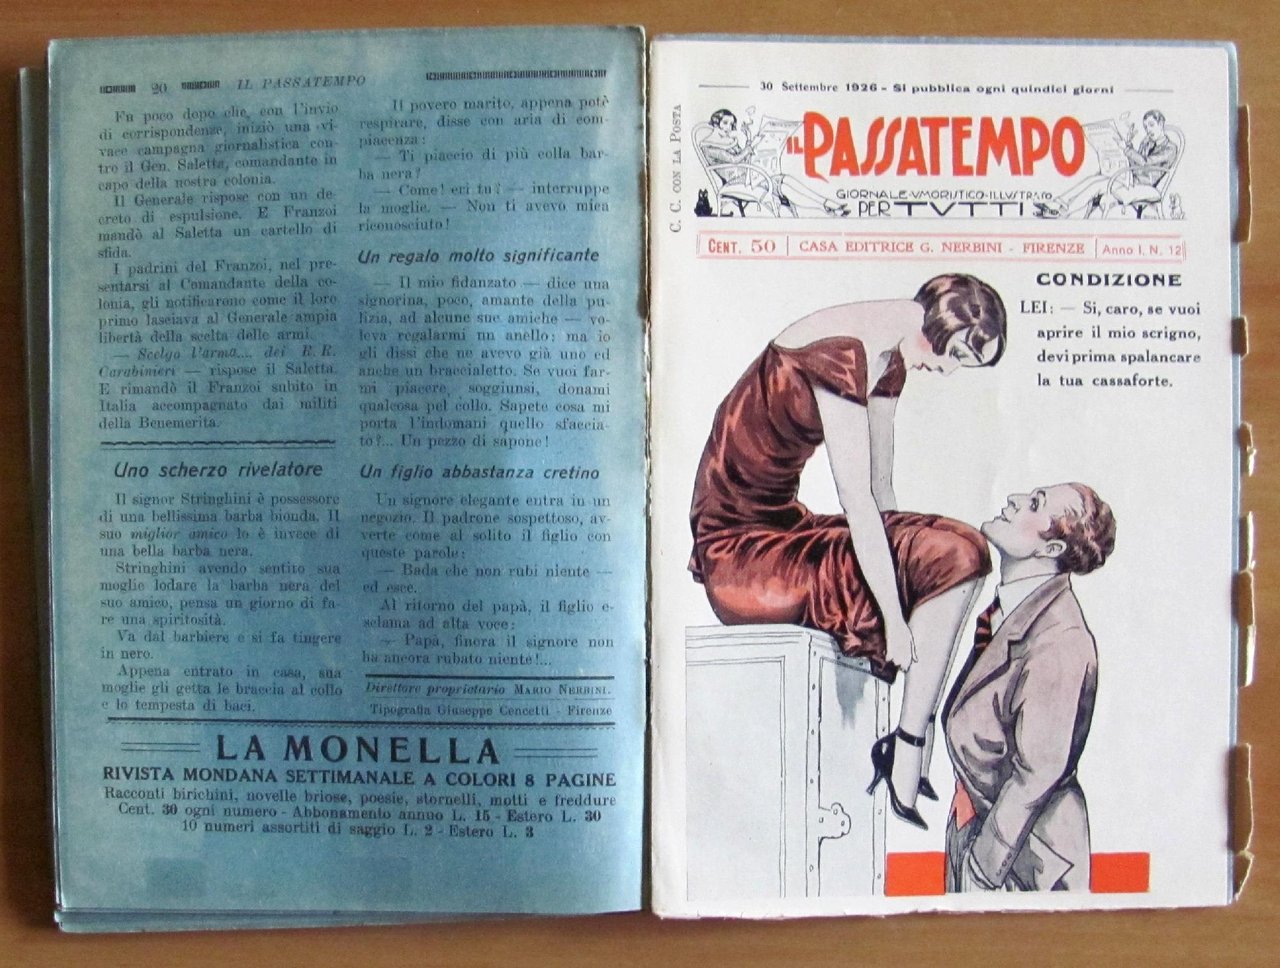 20 IL PASSATEMPO
Fu poco dopo che, con l'invio
di corrispondenze, iniziò una vi-
vace campagna giornalistica con-
tro il Gen. Saletta, comandante in
capo della nostra colonia.
Il Generale rispose con un de-
creto di espulsione. E Franzoi
mandò al Saletta un cartello di
sfida.
I padrini del Franzoi, nel pre-
sentarsi al Comandante della co-
lonia, gli notificarono come il loro
primo lasciava al Generale ampia
libertà della scelta delle armi.
— Scelgo l'arma.... dei R.R.
Carabinieri — rispose il Saletta.
E rimandò il Franzoi subito in
Italia accompagnato dai militi
della Benemerita.
Uno scherzo rivelatore
Il signor Stringhini è possessore
di una bellissima barba bionda. Il
suo miglior amico lo è invece di
una bella barba nera.
Stringhini avendo sentito sua
moglie lodare la barba nera del
suo amico, pensa un giorno di fa-
re una spiritosità.
Va dal barbiere e si fa tingere
in nero.
Appena entrato in casa, sua
moglie gli getta le braccia al collo
e lo tempesta di baci.
Il povero marito, appena potè
respirare, disse con aria di com-
piacenza:
— Ti piaccio di più colla bar-
ba nera?
— Come! eri tu? — interruppe
la moglie. — Non ti avevo mica
riconosciuto!
Un regalo molto significante
— Il mio fidanzato — dice una
signorina, poco, amante della pu-
lizia, ad alcune sue amiche — vo-
leva regalarmi un anello; ma io
gli dissi che ne avevo già uno ed
anche un braccialetto. Se vuoi far-
mi piacere, soggiunsi, donami
qualcosa pel collo. Sapete cosa mi
porta l'indomani quello sfaccia-
to?... Un pezzo di sapone!
Un figlio abbastanza cretino
Un signore elegante entra in un
negozio. Il padrone sospettoso, av-
verte come al solito il figlio con
queste parole:
— Bada che non rubi niente —
ed esce.
Al ritorno del papà, il figlio e-
sclama ad alta voce:
— Papà, finora il signore non
ha ancora rubato niente!...
Direttore proprietario MARIO NERBINI.
Tipografia Giuseppe Cencetti - Firenze
LA MONELLA
RIVISTA MONDANA SETTIMANALE A COLORI 8 PAGINE
Racconti birichini, novelle briose, poesie, stornelli, motti e freddure
Cent. 30 ogni numero - Abbonamento annuo L. 15 - Estero L. 30
10 numeri assortiti di saggio L. 2 - Estero L. 3
30 Settembre 1926 - Si pubblica ogni quindici giorni
C. C. CON LA POSTA
IL PASSATEMPO
GIORNALE·VMORISTICO·ILLVSTRATO
PER TVTTI
CENT. 50 | CASA EDITRICE G. NERBINI - FIRENZE | Anno I, N. 12
CONDIZIONE
LEI: — Si, caro, se vuoi
aprire il mio scrigno,
devi prima spalancare
la tua cassaforte.